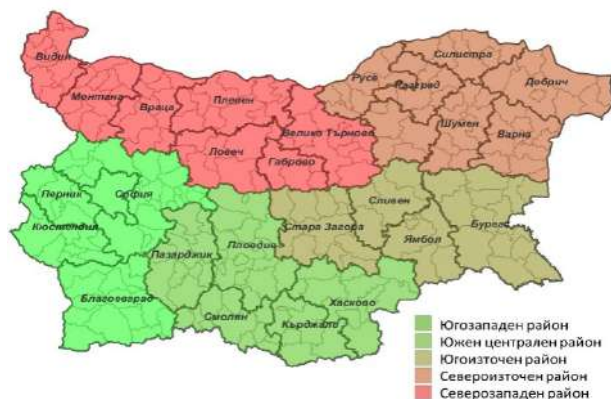 Видин
Монтана
Враца
Плевен
Ловеч
Габрово
Велико Търново
Русе
Разград
Силистра
Добрич
Шумен
Варна
Перник
София
Кюстендил
Благоевград
Пазарджик
Пловдив
Смолян
Кърджали
Хасково
Стара Загора
Сливен
Ямбол
Бургас
Югозападен район
Южен централен район
Югоизточен район
Североизточен район
Северозападен район